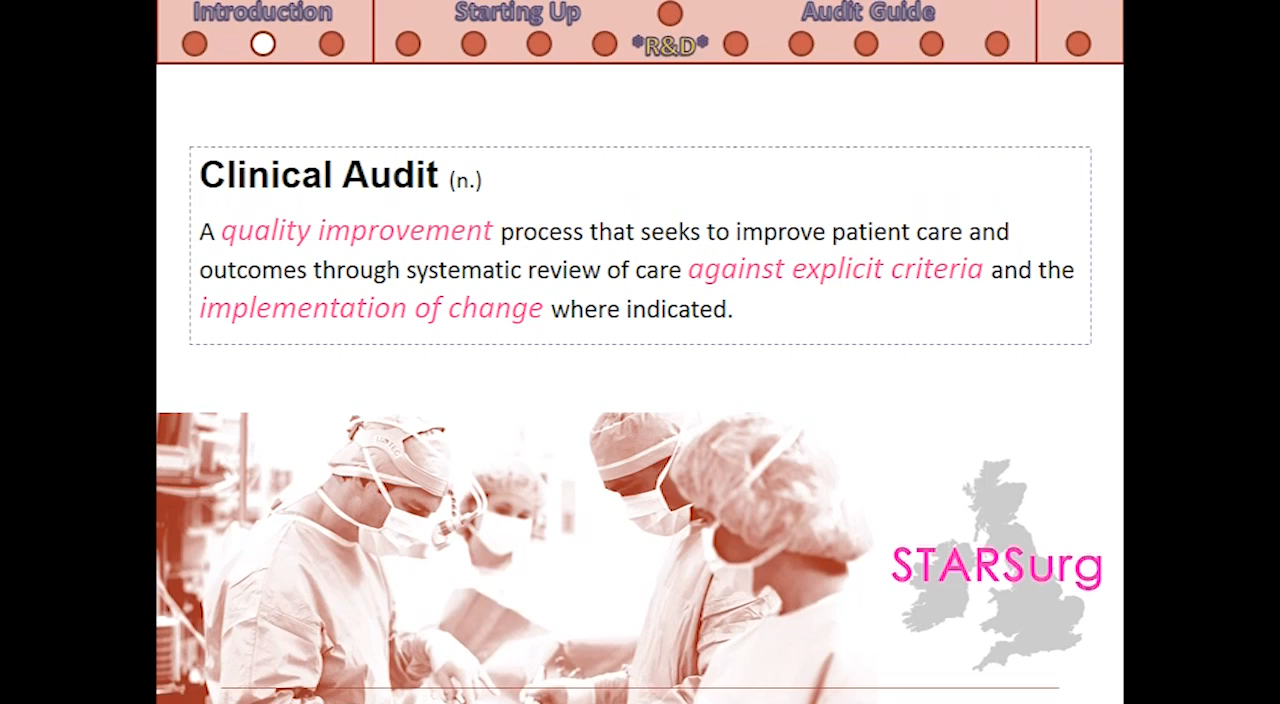 Introduction Starting Up Audit Guide
*R&D*
Clinical Audit (n.)
A quality improvement process that seeks to improve patient care and
outcomes through systematic review of care against explicit criteria and the
implementation of change where indicated.
STARSurg